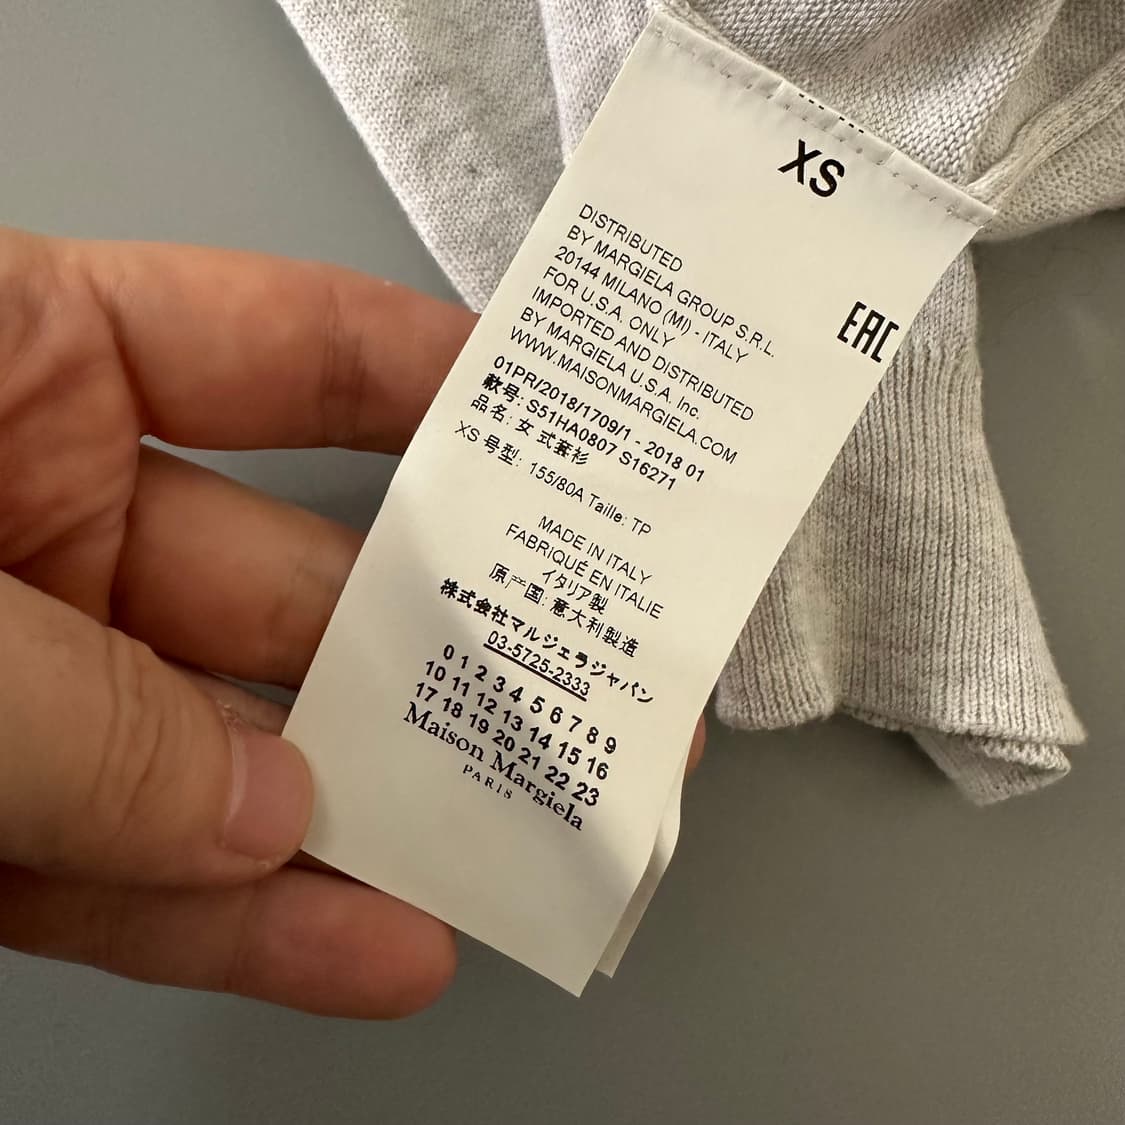 XS
DISTRIBUTED
BY MARGIELA GROUP S.R.L.
20144 MILANO (MI) - ITALY
FOR U.S.A. ONLY
IMPORTED AND DISTRIBUTED
BY MARGIELA U.S.A. Inc.
WWW.MAISONMARGIELA.COM
EAC
01PR/2018/1709/1 - 2018 01
款号: S51HA0807 S16271
品名: 女 式套衫
XS 号型: 155/80A Taille: TP
MADE IN ITALY
FABRIQUÉ EN ITALIE
イタリア製
原产国: 意大利製造
株式会社マルジェラジャパン
03-5725-2333
0 1 2 3 4 5 6 7 8 9
10 11 12 13 14 15 16
17 18 19 20 21 22 23
Maison Margiela
PARIS